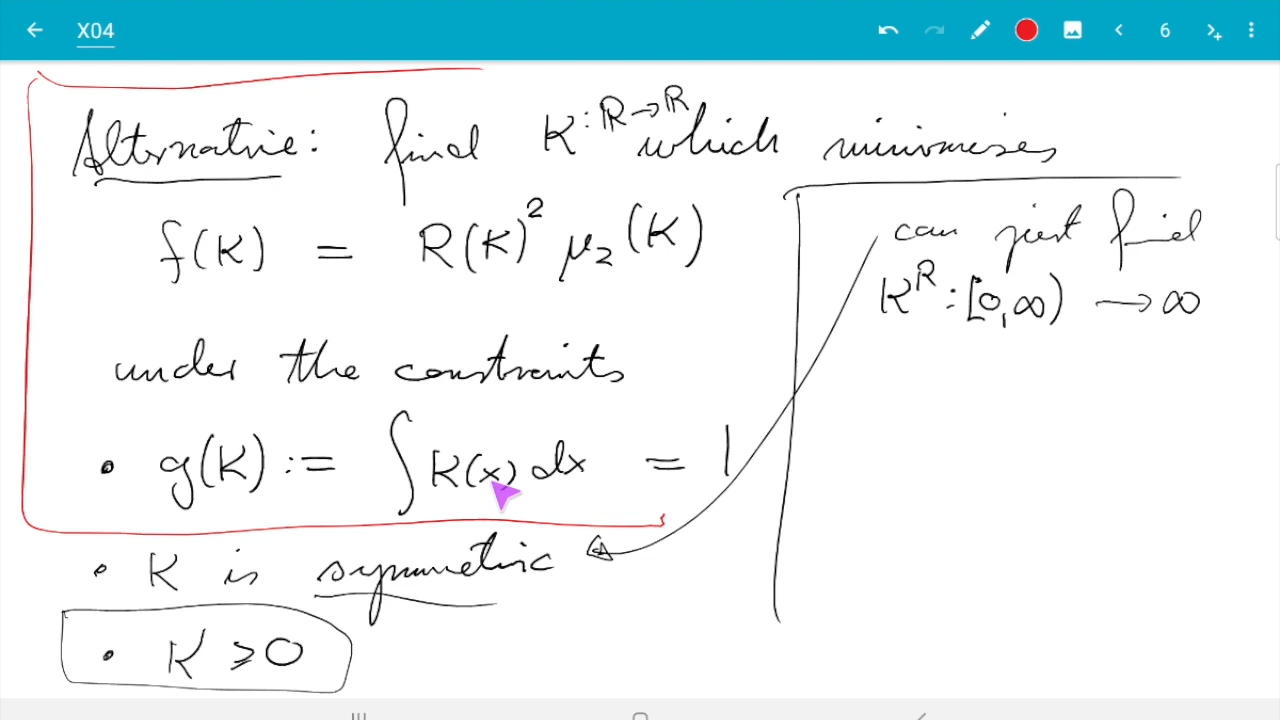 X04
6
Alternative: find K: ℝ→ℝ which minimises
f(K) = R(K)² μ₂(K)
under the constraints
• g(K) := ∫ K(x) dx = 1
• K is symmetric
• K ⩾ 0
can just find
K^R : [0,∞) → ∞